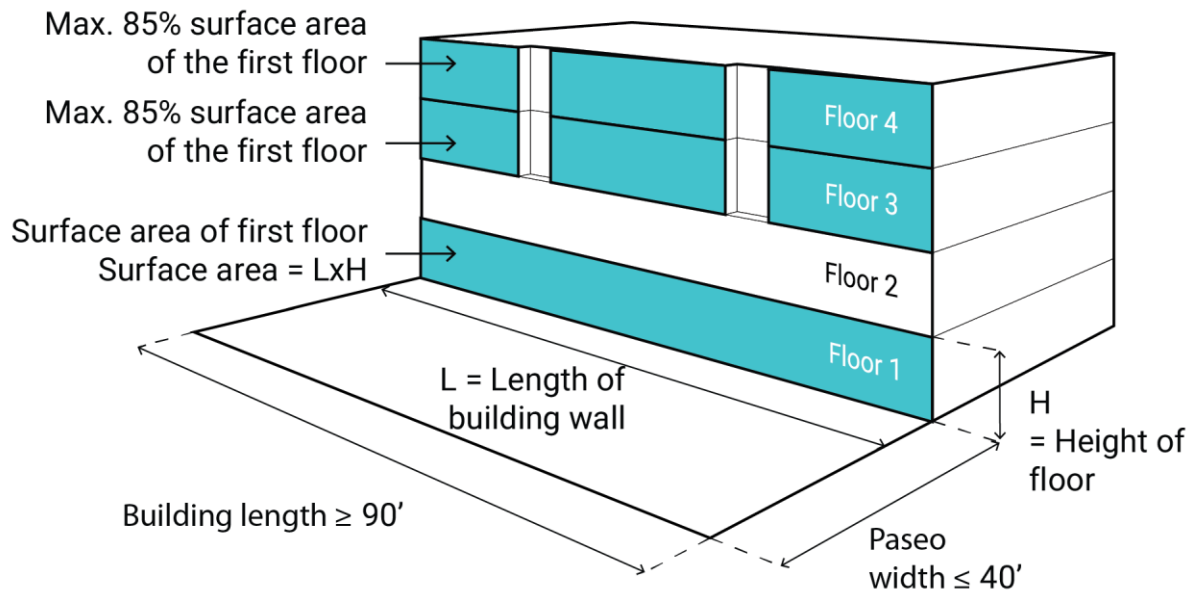 Max. 85% surface area
of the first floor
Max. 85% surface area
of the first floor
Surface area of first floor
Surface area = LxH
Floor 4
Floor 3
Floor 2
Floor 1
L = Length of
building wall
H
= Height of
floor
Building length ≥ 90’
Paseo
width ≤ 40’